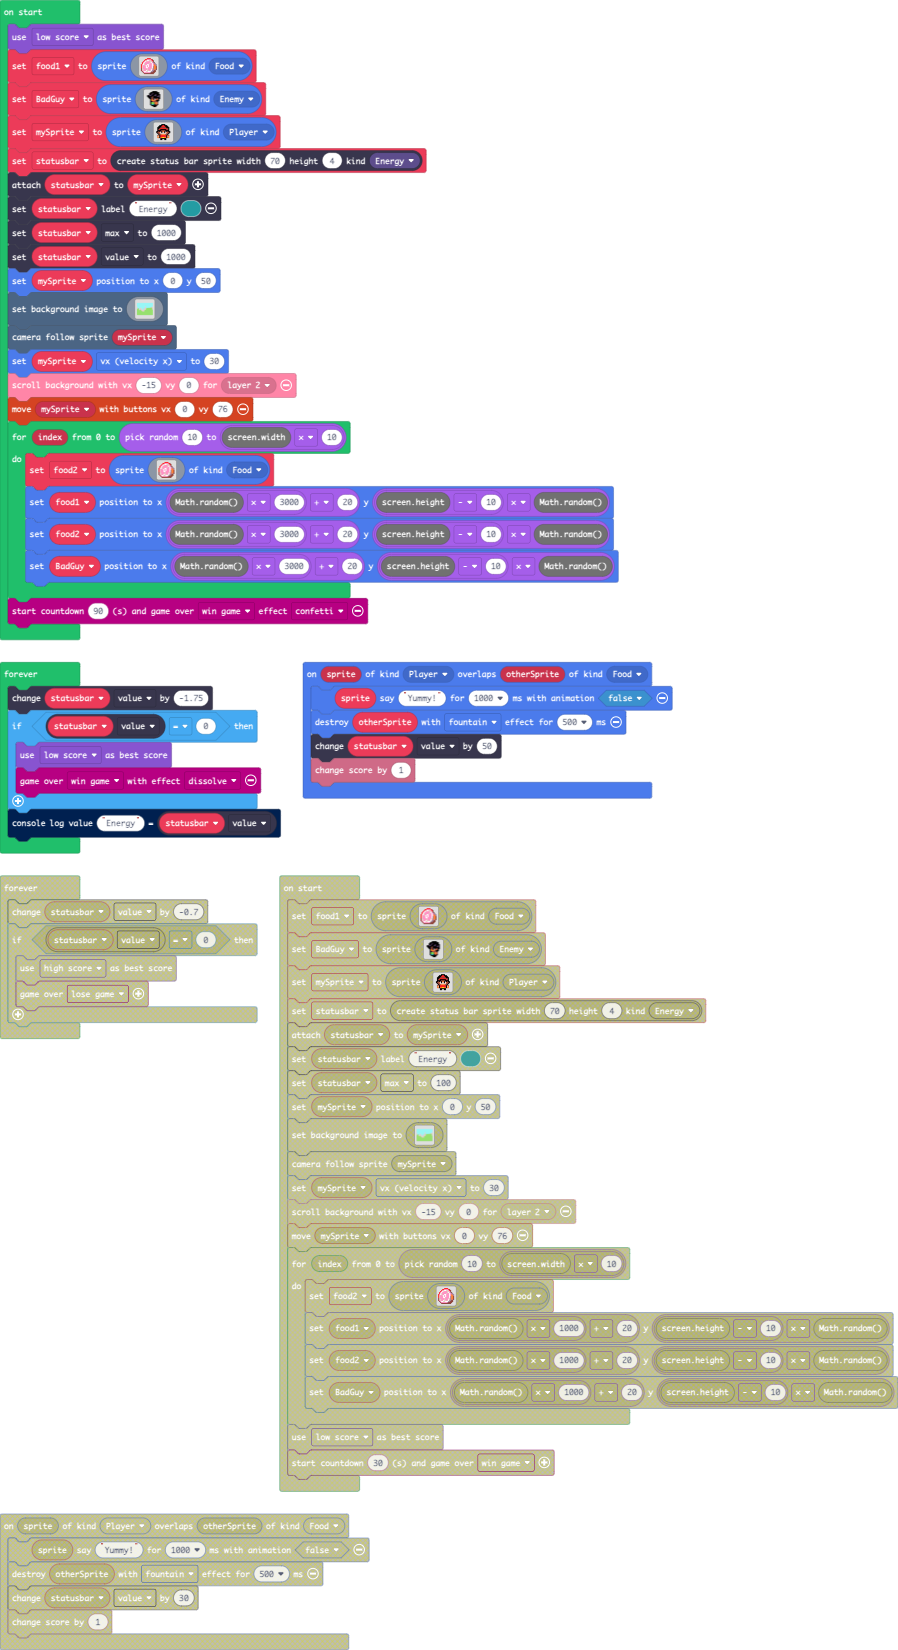 on start
use low score as best score
set food1 to sprite of kind Food
set BadGuy to sprite of kind Enemy
set mySprite to sprite of kind Player
set statusbar to create status bar sprite width 70 height 4 kind Energy
attach statusbar to mySprite
set statusbar label "Energy"
set statusbar max to 1000
set statusbar value to 1000
set mySprite position to x 0 y 50
set background image to
camera follow sprite mySprite
set mySprite vx (velocity x) to 30
scroll background with vx -15 vy 0 for layer 2
move mySprite with buttons vx 0 vy 76
for index from 0 to pick random 10 to screen.width × 10
do
set food2 to sprite of kind Food
set food1 position to x Math.random() × 3000 + 20 y screen.height - 10 × Math.random()
set food2 position to x Math.random() × 3000 + 20 y screen.height - 10 × Math.random()
set BadGuy position to x Math.random() × 3000 + 20 y screen.height - 10 × Math.random()
start countdown 90 (s) and game over win game effect confetti
forever
change statusbar value by -1.75
if statusbar value = 0 then
use low score as best score
game over win game with effect dissolve
console log value "Energy" = statusbar value
on sprite of kind Player overlaps otherSprite of kind Food
sprite say "Yummy!" for 1000 ms with animation false
destroy otherSprite with fountain effect for 500 ms
change statusbar value by 50
change score by 1
forever
change statusbar value by -0.7
if statusbar value = 0 then
use high score as best score
game over lose game
on start
set food1 to sprite of kind Food
set BadGuy to sprite of kind Enemy
set mySprite to sprite of kind Player
set statusbar to create status bar sprite width 70 height 4 kind Energy
attach statusbar to mySprite
set statusbar label "Energy"
set statusbar max to 100
set mySprite position to x 0 y 50
set background image to
camera follow sprite mySprite
set mySprite vx (velocity x) to 30
scroll background with vx -15 vy 0 for layer 2
move mySprite with buttons vx 0 vy 76
for index from 0 to pick random 10 to screen.width × 10
do
set food2 to sprite of kind Food
set food1 position to x Math.random() × 1000 + 20 y screen.height - 10 × Math.random()
set food2 position to x Math.random() × 1000 + 20 y screen.height - 10 × Math.random()
set BadGuy position to x Math.random() × 1000 + 20 y screen.height - 10 × Math.random()
use low score as best score
start countdown 30 (s) and game over win game
on sprite of kind Player overlaps otherSprite of kind Food
sprite say "Yummy!" for 1000 ms with animation false
destroy otherSprite with fountain effect for 500 ms
change statusbar value by 30
change score by 1